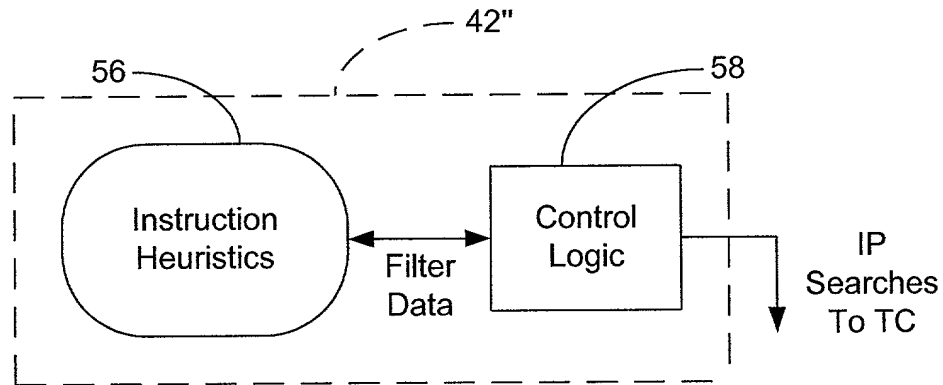 42"
56
58
Instruction
Heuristics
Filter
Data
Control
Logic
IP
Searches
To TC